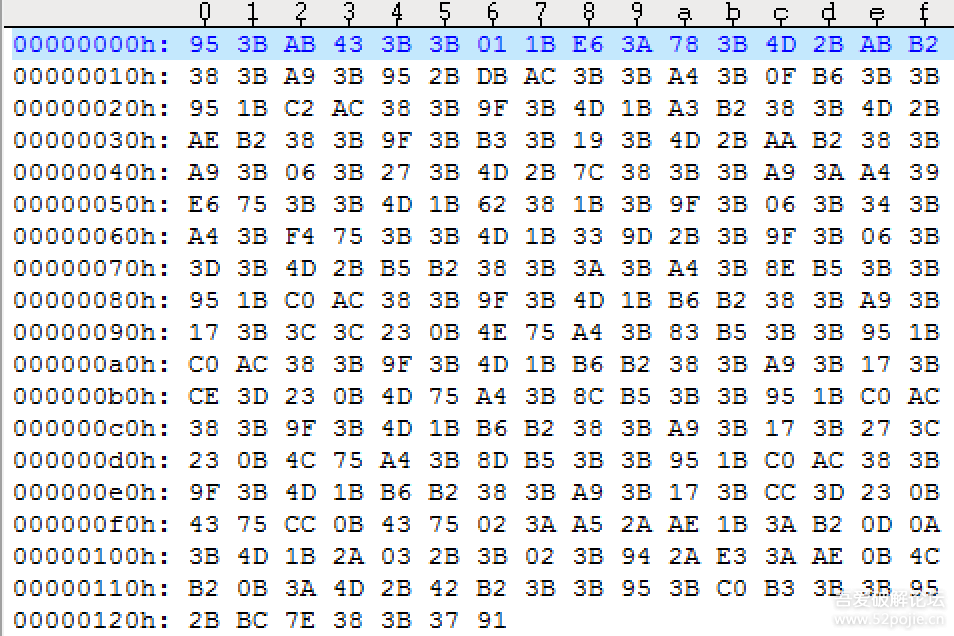 0 1 2 3 4 5 6 7 8 9 a b c d e f
00000000h: 95 3B AB 43 3B 3B 01 1B E6 3A 78 3B 4D 2B AB B2
00000010h: 38 3B A9 3B 95 2B DB AC 3B 3B A4 3B 0F B6 3B 3B
00000020h: 95 1B C2 AC 38 3B 9F 3B 4D 1B A3 B2 38 3B 4D 2B
00000030h: AE B2 38 3B 9F 3B B3 3B 19 3B 4D 2B AA B2 38 3B
00000040h: A9 3B 06 3B 27 3B 4D 2B 7C 38 3B 3B A9 3A A4 39
00000050h: E6 75 3B 3B 4D 1B 62 38 1B 3B 9F 3B 06 3B 34 3B
00000060h: A4 3B F4 75 3B 3B 4D 1B 33 9D 2B 3B 9F 3B 06 3B
00000070h: 3D 3B 4D 2B B5 B2 38 3B 3A 3B A4 3B 8E B5 3B 3B
00000080h: 95 1B C0 AC 38 3B 9F 3B 4D 1B B6 B2 38 3B A9 3B
00000090h: 17 3B 3C 3C 23 0B 4E 75 A4 3B 83 B5 3B 3B 95 1B
000000a0h: C0 AC 38 3B 9F 3B 4D 1B B6 B2 38 3B A9 3B 17 3B
000000b0h: CE 3D 23 0B 4D 75 A4 3B 8C B5 3B 3B 95 1B C0 AC
000000c0h: 38 3B 9F 3B 4D 1B B6 B2 38 3B A9 3B 17 3B 27 3C
000000d0h: 23 0B 4C 75 A4 3B 8D B5 3B 3B 95 1B C0 AC 38 3B
000000e0h: 9F 3B 4D 1B B6 B2 38 3B A9 3B 17 3B CC 3D 23 0B
000000f0h: 43 75 CC 0B 43 75 02 3A A5 2A AE 1B 3A B2 0D 0A
00000100h: 3B 4D 1B 2A 03 2B 3B 02 3B 94 2A E3 3A AE 0B 4C
00000110h: B2 0B 3A 4D 2B 42 B2 3B 3B 95 3B C0 B3 3B 3B 95
00000120h: 2B BC 7E 38 3B 37 91
吾爱破解论坛
www.52pojie.cn